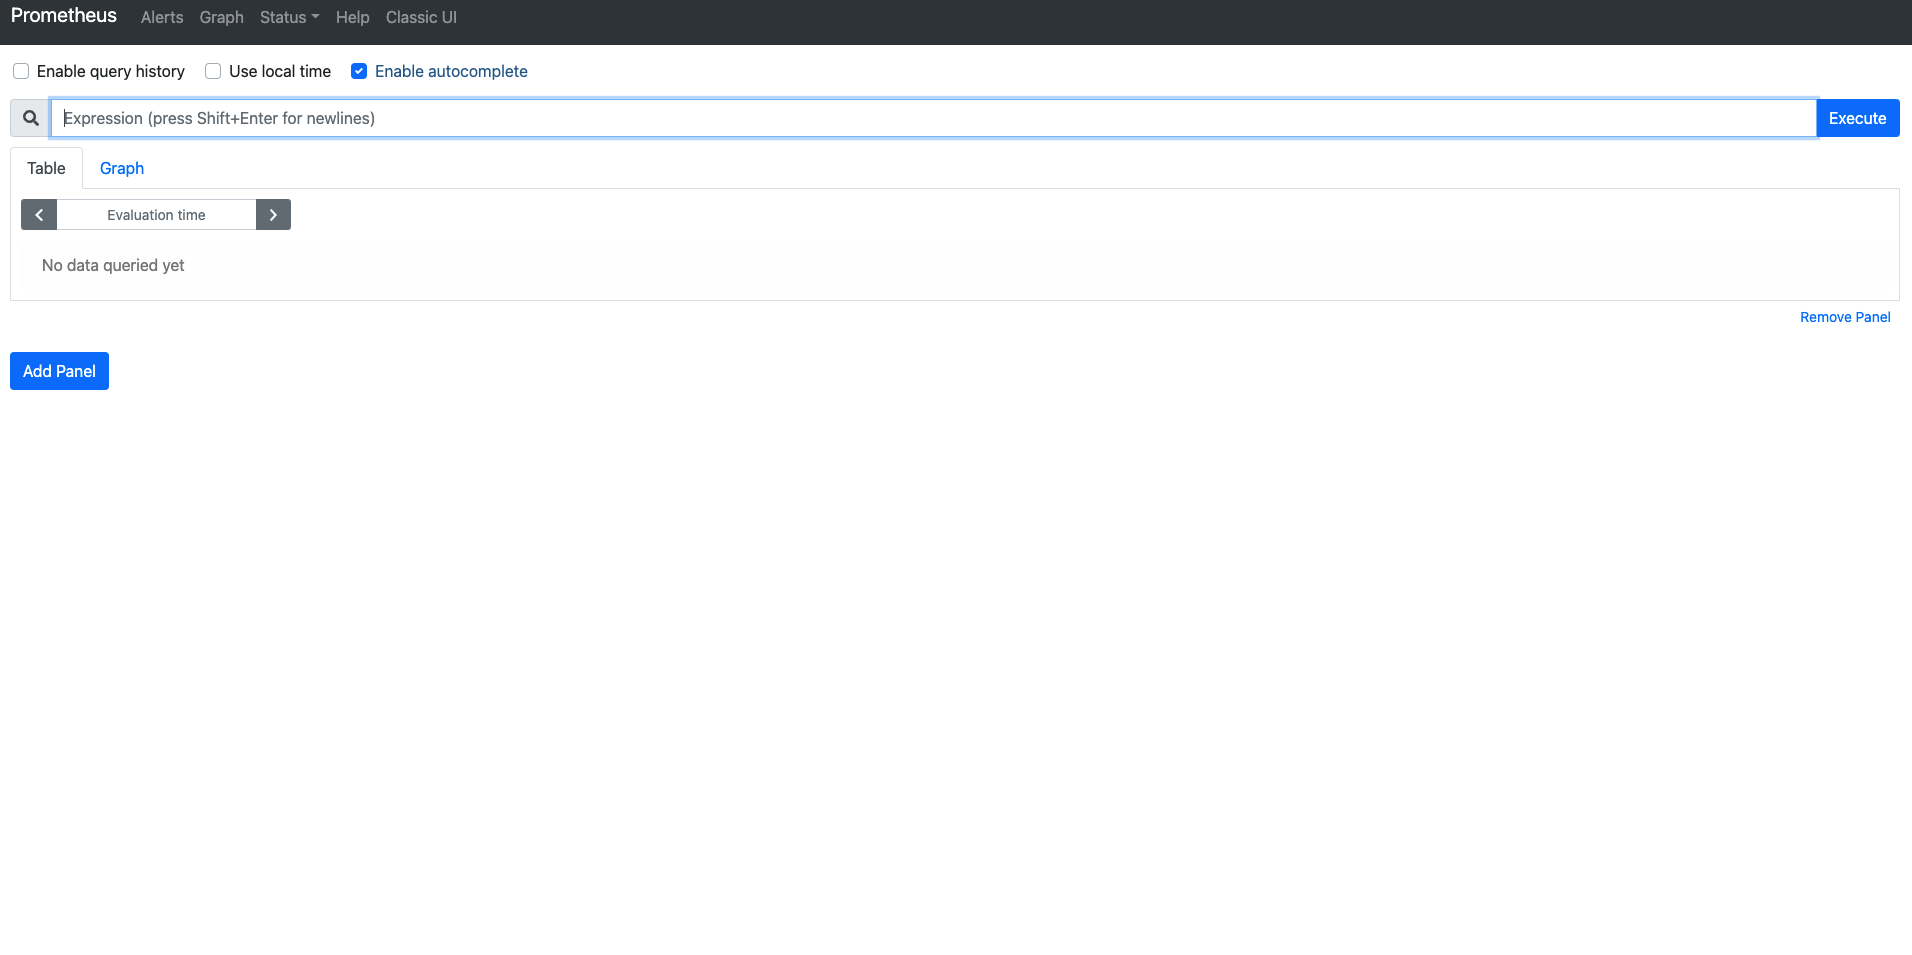 Prometheus Alerts Graph Status Help Classic UI
Enable query history Use local time Enable autocomplete
Expression (press Shift+Enter for newlines) Execute
Table Graph
Evaluation time
No data queried yet
Remove Panel
Add Panel